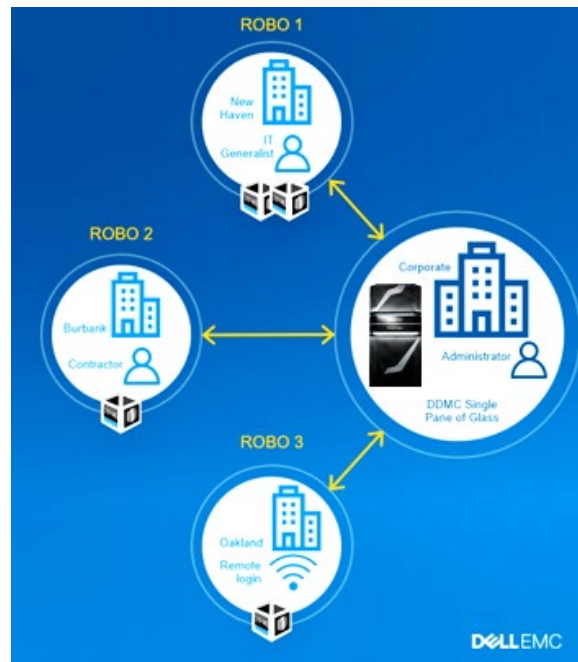 ROBO 1
New
Haven
IT
Generalist
ROBO 2
Burbank
Contractor
Corporate
Administrator
DDMC Single
Pane of Glass
ROBO 3
Oakland
Remote
login
DELLEMC